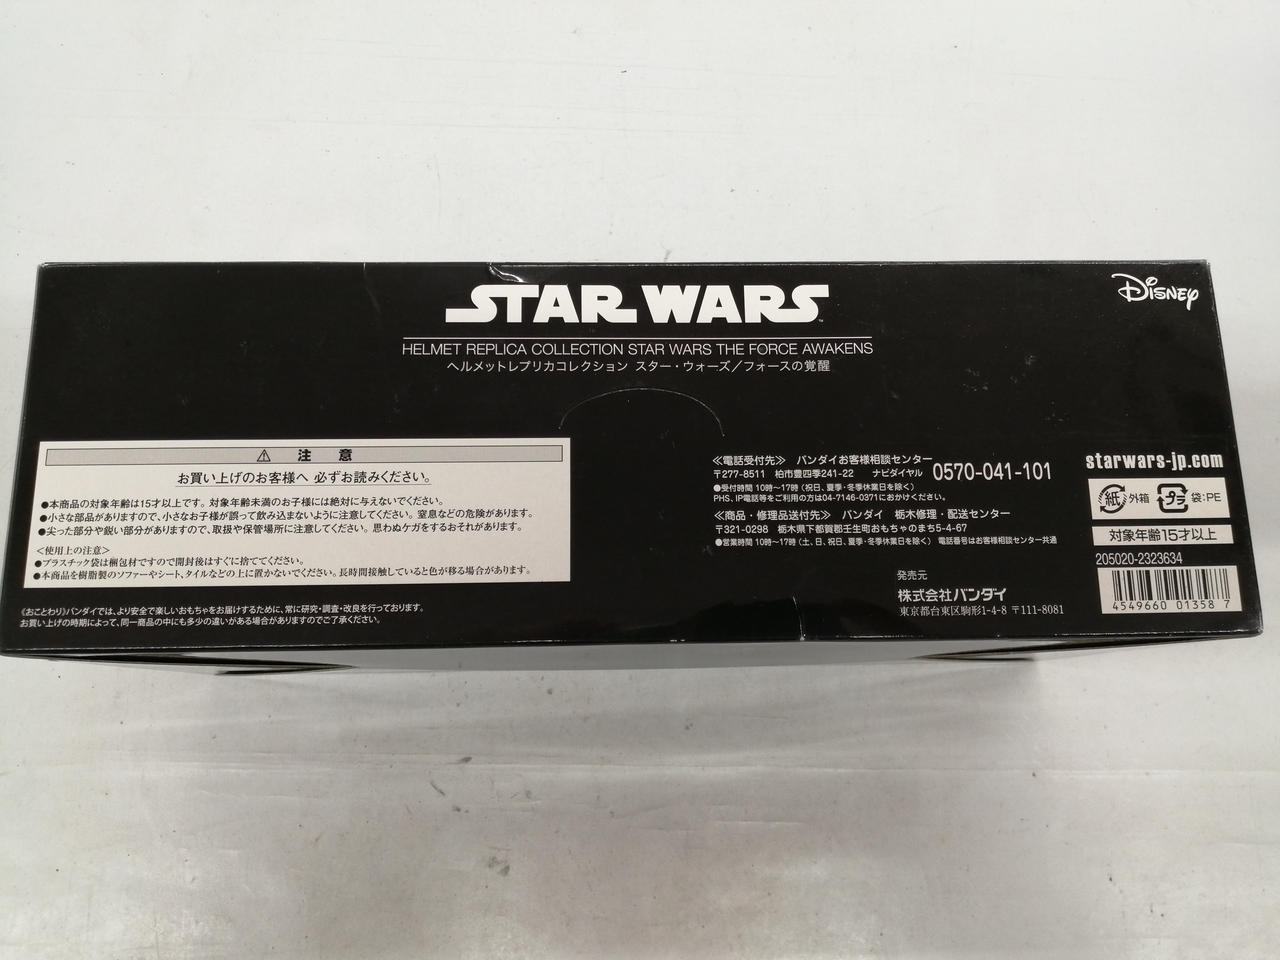 STAR WARS
Disney
HELMET REPLICA COLLECTION STAR WARS THE FORCE AWAKENS
ヘルメットレプリカコレクション スター・ウォーズ／フォースの覚醒
⚠ 注 意
お買い上げのお客様へ 必ずお読みください。
●本商品の対象年齢は15才以上です。対象年齢未満のお子様には絶対に与えないでください。
●小さな部品がありますので、小さなお子様が誤って飲み込まないように注意してください。窒息などの危険があります。
●尖った部分や鋭い部分がありますので、取扱や保管場所に注意してください。思わぬケガをするおそれがあります。
＜使用上の注意＞
●プラスチック袋は梱包材ですので開封後はすぐに捨ててください。
●本商品を樹脂製のソファーやシート、タイルなどの上に置かないでください。長時間接触していると色が移る場合があります。
《おことわり》バンダイでは、より安全で楽しいおもちゃをお届けするために、常に研究・調査・改良を行っております。
お買い上げの時期によって、同一商品の中にも多少の違いがある場合がありますのでご了承ください。
≪電話受付先≫ バンダイお客様相談センター
〒277-8511 柏市豊四季241-22 ナビダイヤル 0570-041-101
●受付時間 10時〜17時（祝日、夏季・冬季休業日を除く）
PHS、IP電話等をご利用の方は04-7146-0371におかけください。
≪商品・修理品送付先≫ バンダイ 栃木修理・配送センター
〒321-0298 栃木県下都賀郡壬生町おもちゃのまち5-4-67
●営業時間 10時〜17時（土、日、祝日、夏季・冬季休業日を除く） 電話番号はお客様相談センター共通
発売元
株式会社バンダイ
東京都台東区駒形1-4-8 〒111-8081
starwars-jp.com
紙 外箱 プラ 袋:PE
対象年齢15才以上
205020-2323634
4549660 01358 7